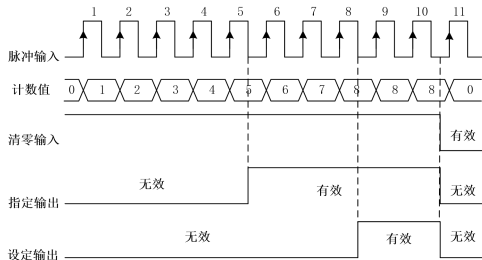 1 2 3 4 5 6 7 8 9 10 11
脉冲输入
计数值 0 1 2 3 4 5 6 7 8 8 8 0
清零输入 有效
指定输出 无效 有效 无效
设定输出 无效 有效 无效